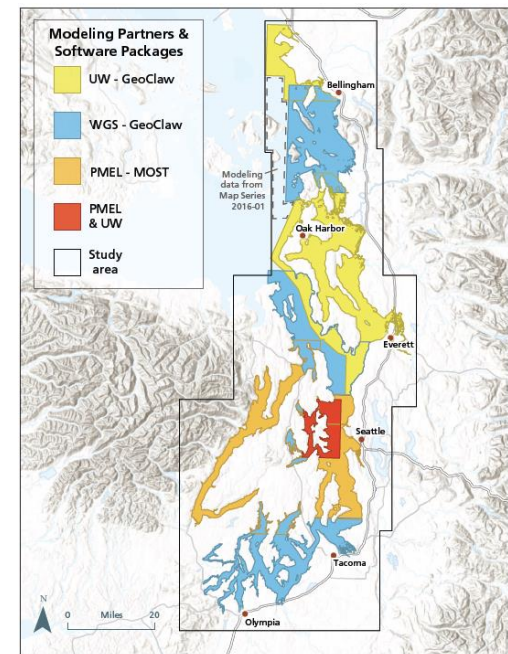 Modeling Partners &
Software Packages
UW - GeoClaw
WGS - GeoClaw
PMEL - MOST
PMEL
& UW
Study
area
Bellingham
Modeling
data from
Map Series
2016-01
Oak Harbor
Everett
Seattle
Tacoma
Olympia
N
0 Miles 20